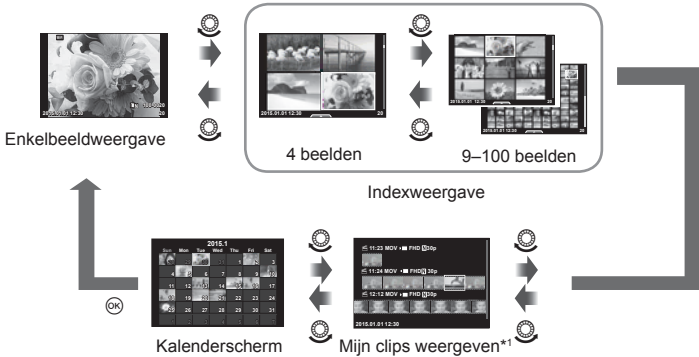 2015.01.01 12:30 20
Enkelbeeldweergave
2015.01.01 12:30 20
4 beelden
2015.01.01 12:30 20
9–100 beelden
Indexweergave
2015.1
Sun Mon Tue Wed Thu Fri Sat
3
4 5 6 7 8 9 10
11 12 13 14 15 16 17
18 19 20 21 22 23 24
25 26 27 28 29 30 31
OK
Kalenderscherm
11:23 MOV FHD N 30p
11:24 MOV FHD N 30p
12:12 MOV FHD N 30p
2015.01.01 12:30
Mijn clips weergeven*1